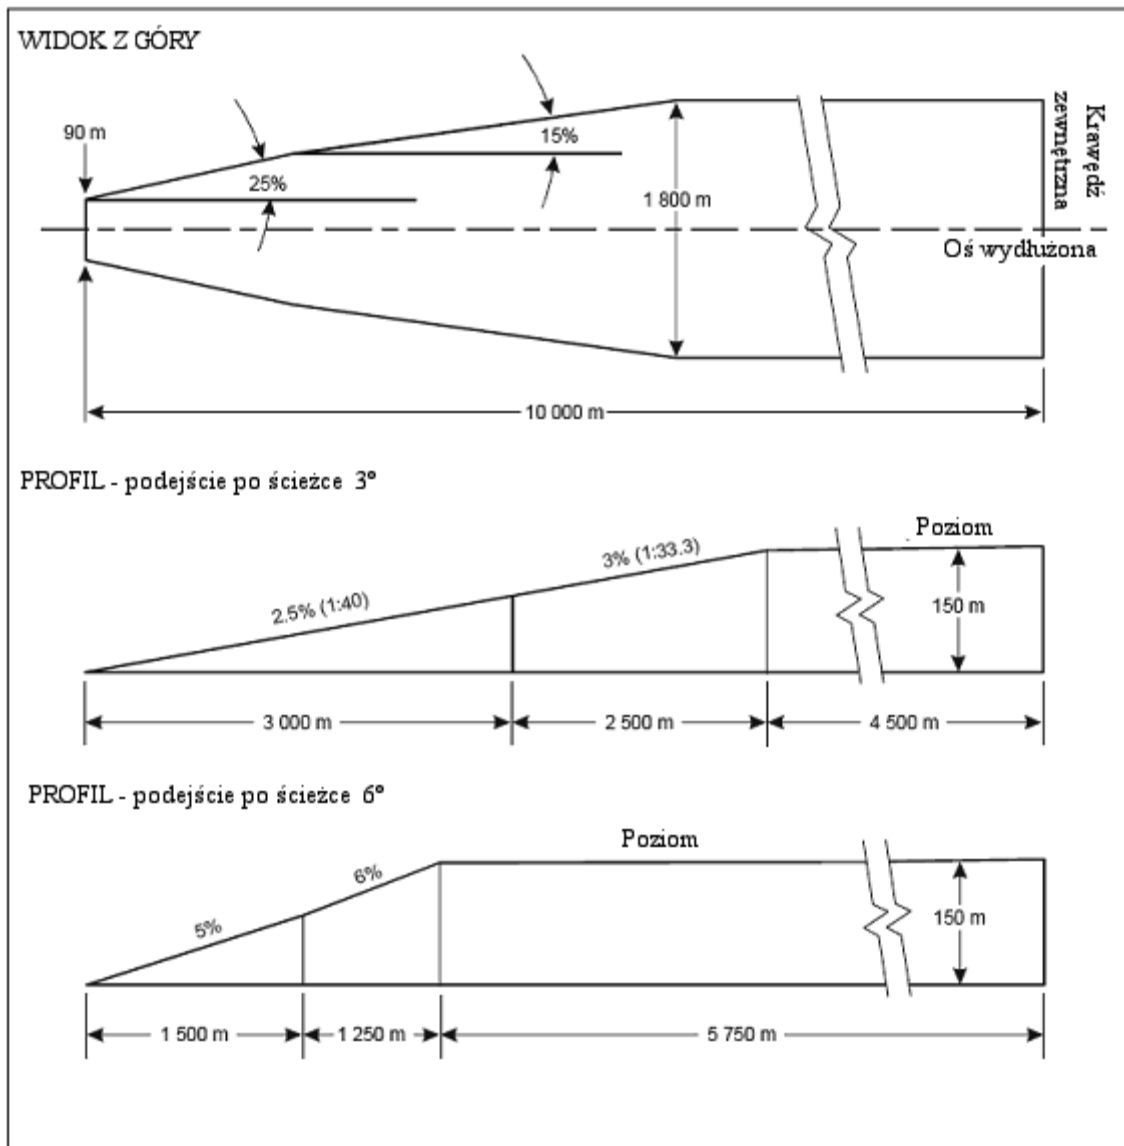 WIDOK Z GÓRY
90 m
25%
15%
1 800 m
Krawędź
zewnętrzna
Oś wydłużona
10 000 m
PROFIL - podejście po ścieżce 3°
2.5% (1:40)
3% (1:33.3)
Poziom
150 m
3 000 m
2 500 m
4 500 m
PROFIL - podejście po ścieżce 6°
5%
6%
Poziom
150 m
1 500 m
1 250 m
5 750 m